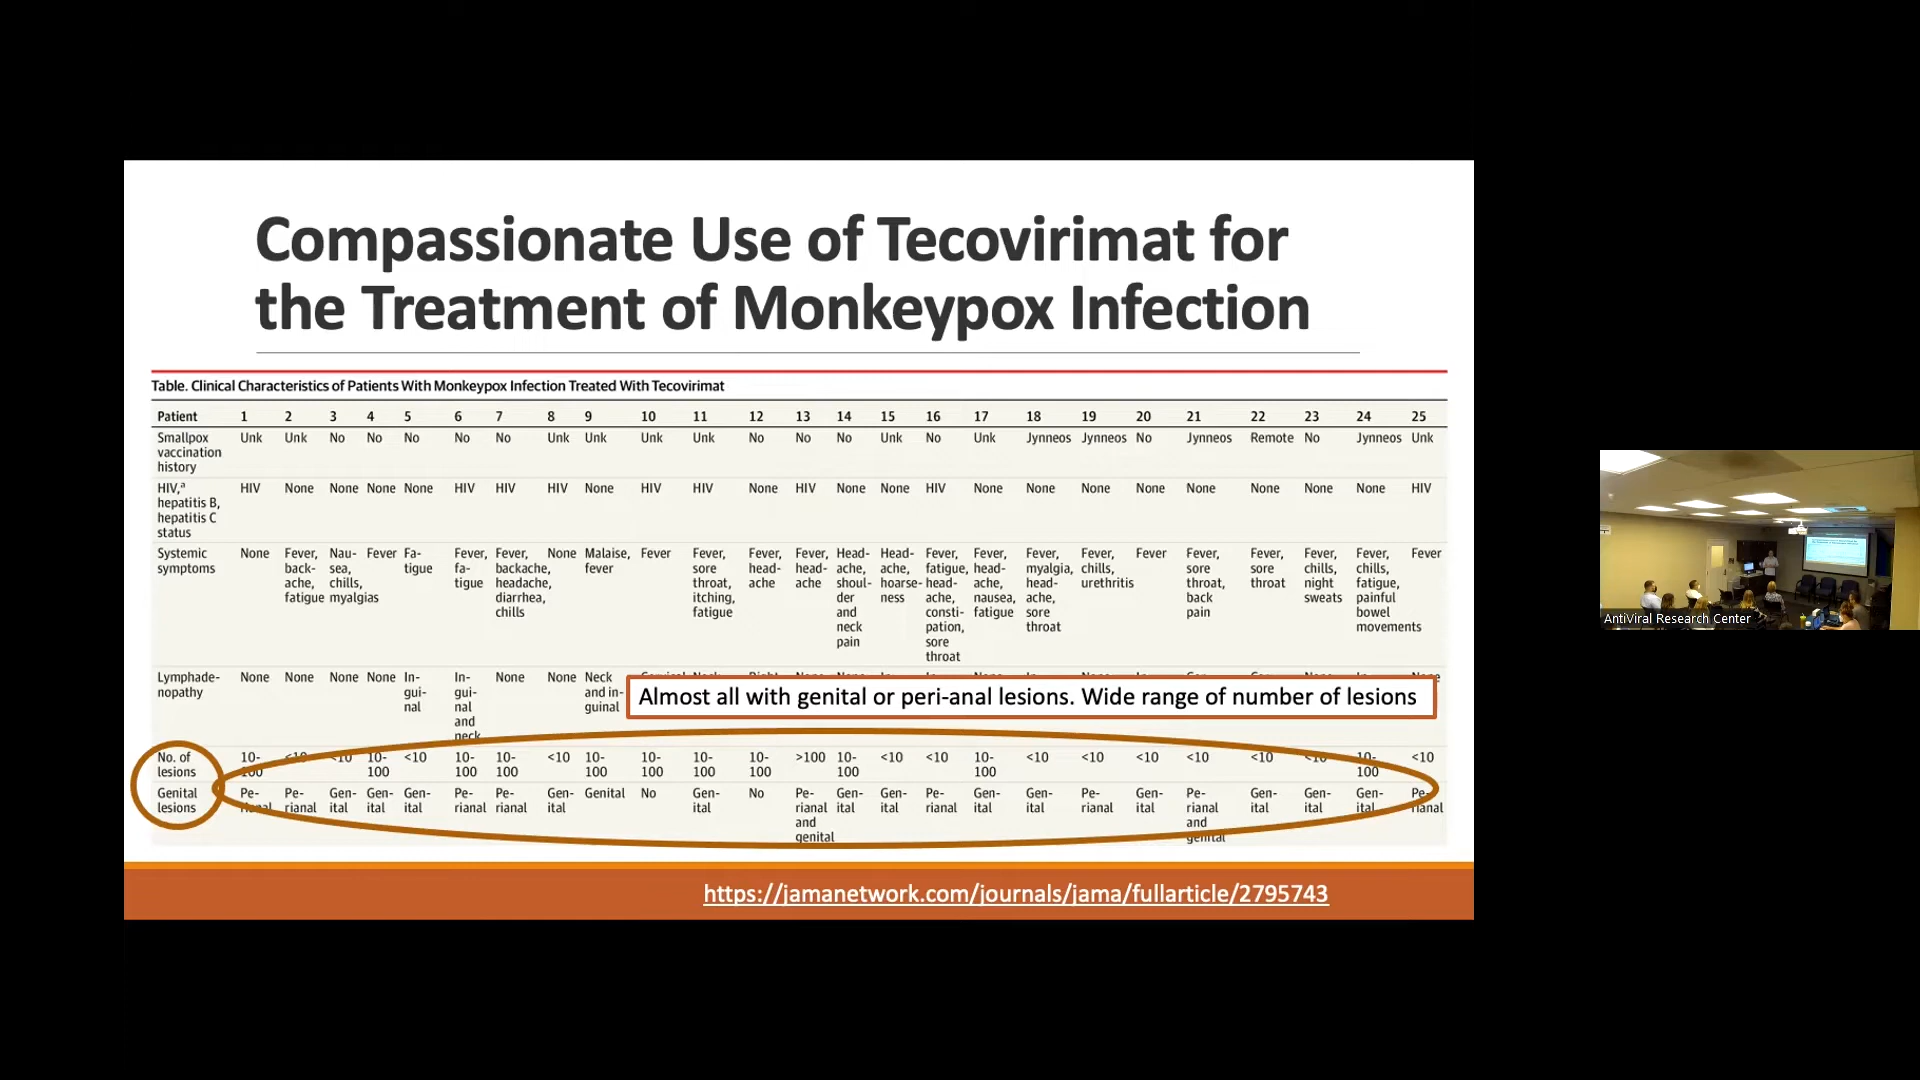 Compassionate Use of Tecovirimat for
the Treatment of Monkeypox Infection
Table. Clinical Characteristics of Patients With Monkeypox Infection Treated With Tecovirimat
Patient 1 2 3 4 5 6 7 8 9 10 11 12 13 14 15 16 17 18 19 20 21 22 23 24 25
Smallpox Unk Unk No No No No No Unk Unk Unk Unk No No No Unk No Unk Jynneos Jynneos No Jynneos Remote No Jynneos Unk
vaccination
history
HIV,a HIV None None None None HIV HIV HIV None HIV HIV None HIV None None HIV None None None None None None None None HIV
hepatitis B,
hepatitis C
status
Systemic None Fever, Nau- Fever Fa- Fever, Fever, None Malaise, Fever Fever, Fever, Fever, Head- Head- Fever, Fever, Fever, Fever, Fever Fever, Fever, Fever, Fever, Fever
symptoms back- sea, tigue fa- backache, fever sore head- head- ache, ache, fatigue, head- myalgia, chills, sore sore chills, chills,
ache, chills, tigue headache, throat, ache ache shoul- hoarse- head- ache, head- urethritis throat, throat night fatigue,
fatigue myalgias diarrhea, itching, der ness ache, nausea, ache, back sweats painful
chills fatigue and consti- fatigue sore pain bowel
neck pation, throat movements
pain sore
throat
Lymphade- None None None None In- In- None None Neck
nopathy gui- gui- and in-
nal nal guinal
and
neck
Almost all with genital or peri-anal lesions. Wide range of number of lesions
No. of 10- <10 <10 10- <10 10- 10- <10 10- 10- 10- 10- >100 10- <10 <10 10- <10 <10 <10 <10 <10 <10 10- <10
lesions 100 100 100 100 100 100 100 100 100 100 100
Genital Pe- Pe- Gen- Gen- Gen- Pe- Pe- Gen- Genital No Gen- No Pe- Gen- Gen- Pe- Gen- Gen- Pe- Gen- Pe- Gen- Gen- Gen- Pe-
lesions rianal rianal ital ital ital rianal rianal ital ital rianal ital ital rianal ital ital rianal ital rianal ital ital ital rianal
and and
genital genital
https://jamanetwork.com/journals/jama/fullarticle/2795743
AntiViral Research Center